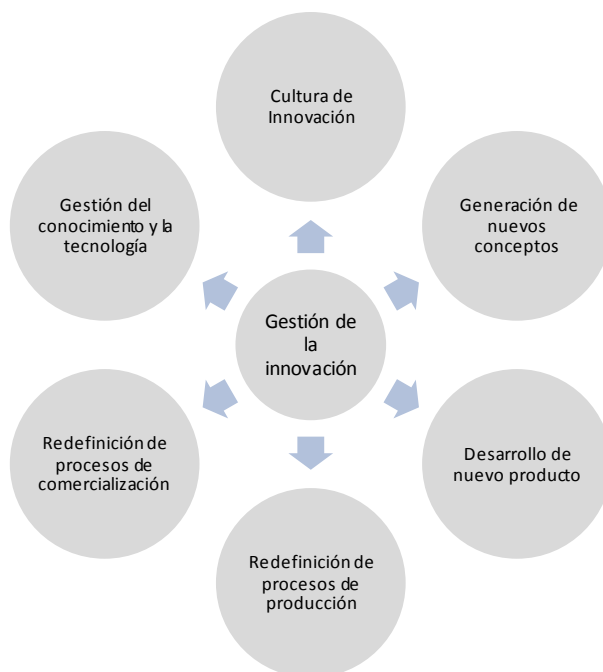 Cultura de
Innovación
Gestión del
conocimiento y la
tecnología
Generación de
nuevos
conceptos
Gestión de
la
innovación
Redefinición de
procesos de
comercialización
Desarrollo de
nuevo producto
Redefinición de
procesos de
producción